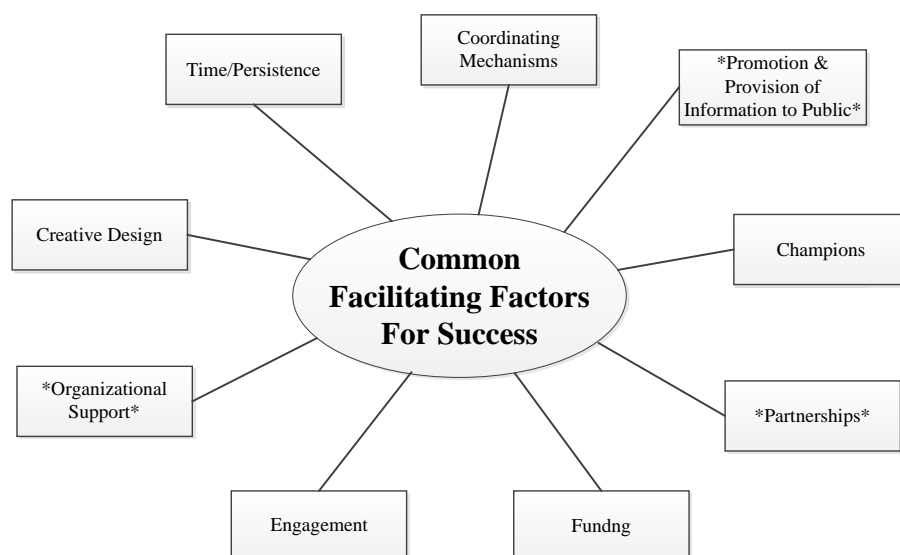 Coordinating
Mechanisms
Time/Persistence
*Promotion &
Provision of
Information to Public*
Creative Design
Champions
Common
Facilitating Factors
For Success
*Organizational
Support*
*Partnerships*
Engagement
Fundng